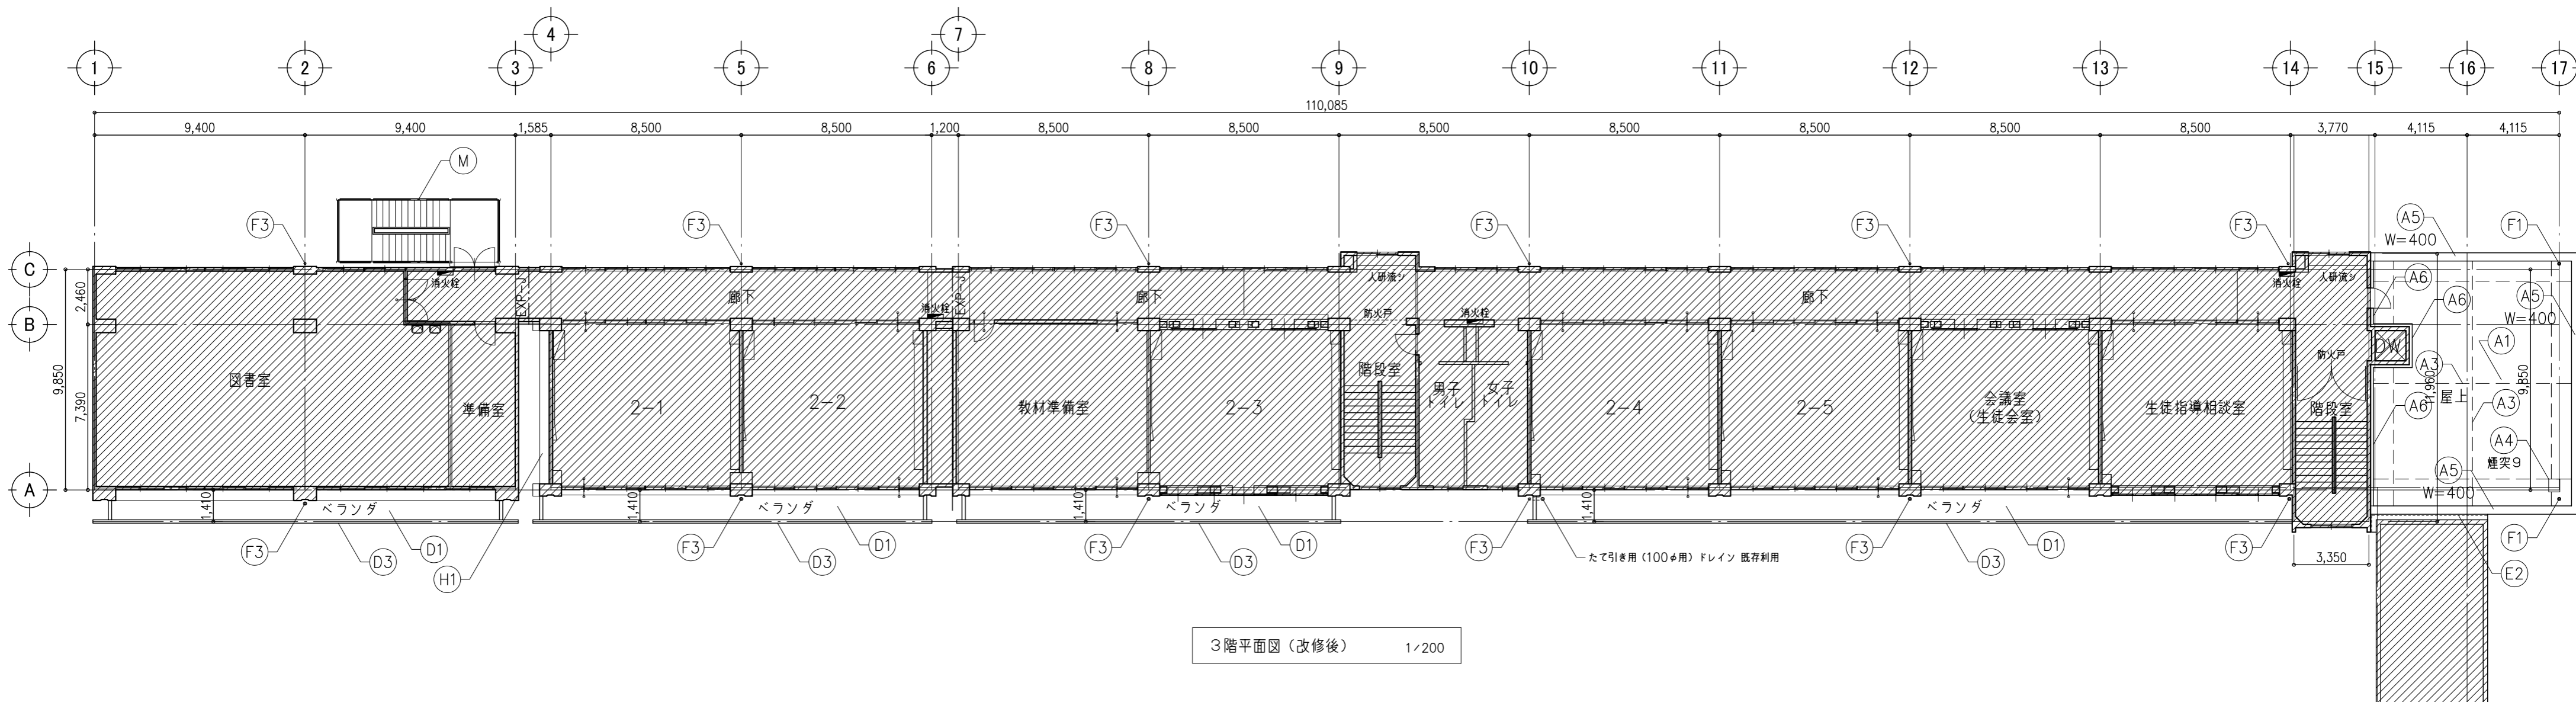 4
7
1
2
3
5
6
8
9
10
11
12
13
14
15
16
17
110,085
9,400
9,400
1,585
8,500
8,500
1,200
8,500
8,500
8,500
8,500
8,500
8,500
8,500
3,770
4,115
4,115
M
F3
F3
F3
F3
F3
F3
A5
W=400
F1
C
B
A
2,460
7,390
9,850
消火栓
EXP-J
廊下
消火栓
EXP-J
廊下
人研流シ
防火戸
消火栓
廊下
消火栓
人研流シ
防火戸
A6
A6
A5
W=400
DW
A1
A3
11,960
9,850
屋上
A6
A3
A4
煙突9
A5
W=400
図書室
準備室
2-1
2-2
教材準備室
2-3
階段室
男子
トイレ
女子
トイレ
2-4
2-5
会議室
(生徒会室)
生徒指導相談室
階段室
1,410
ベランダ
1,410
ベランダ
1,410
ベランダ
1,410
ベランダ
F3
D3
D1
H1
F3
D3
D1
F3
D3
D1
F3
たて引き用(100φ用)ドレイン 既存利用
F3
D3
D1
F3
3,350
F1
E2
3階平面図(改修後) 1/200